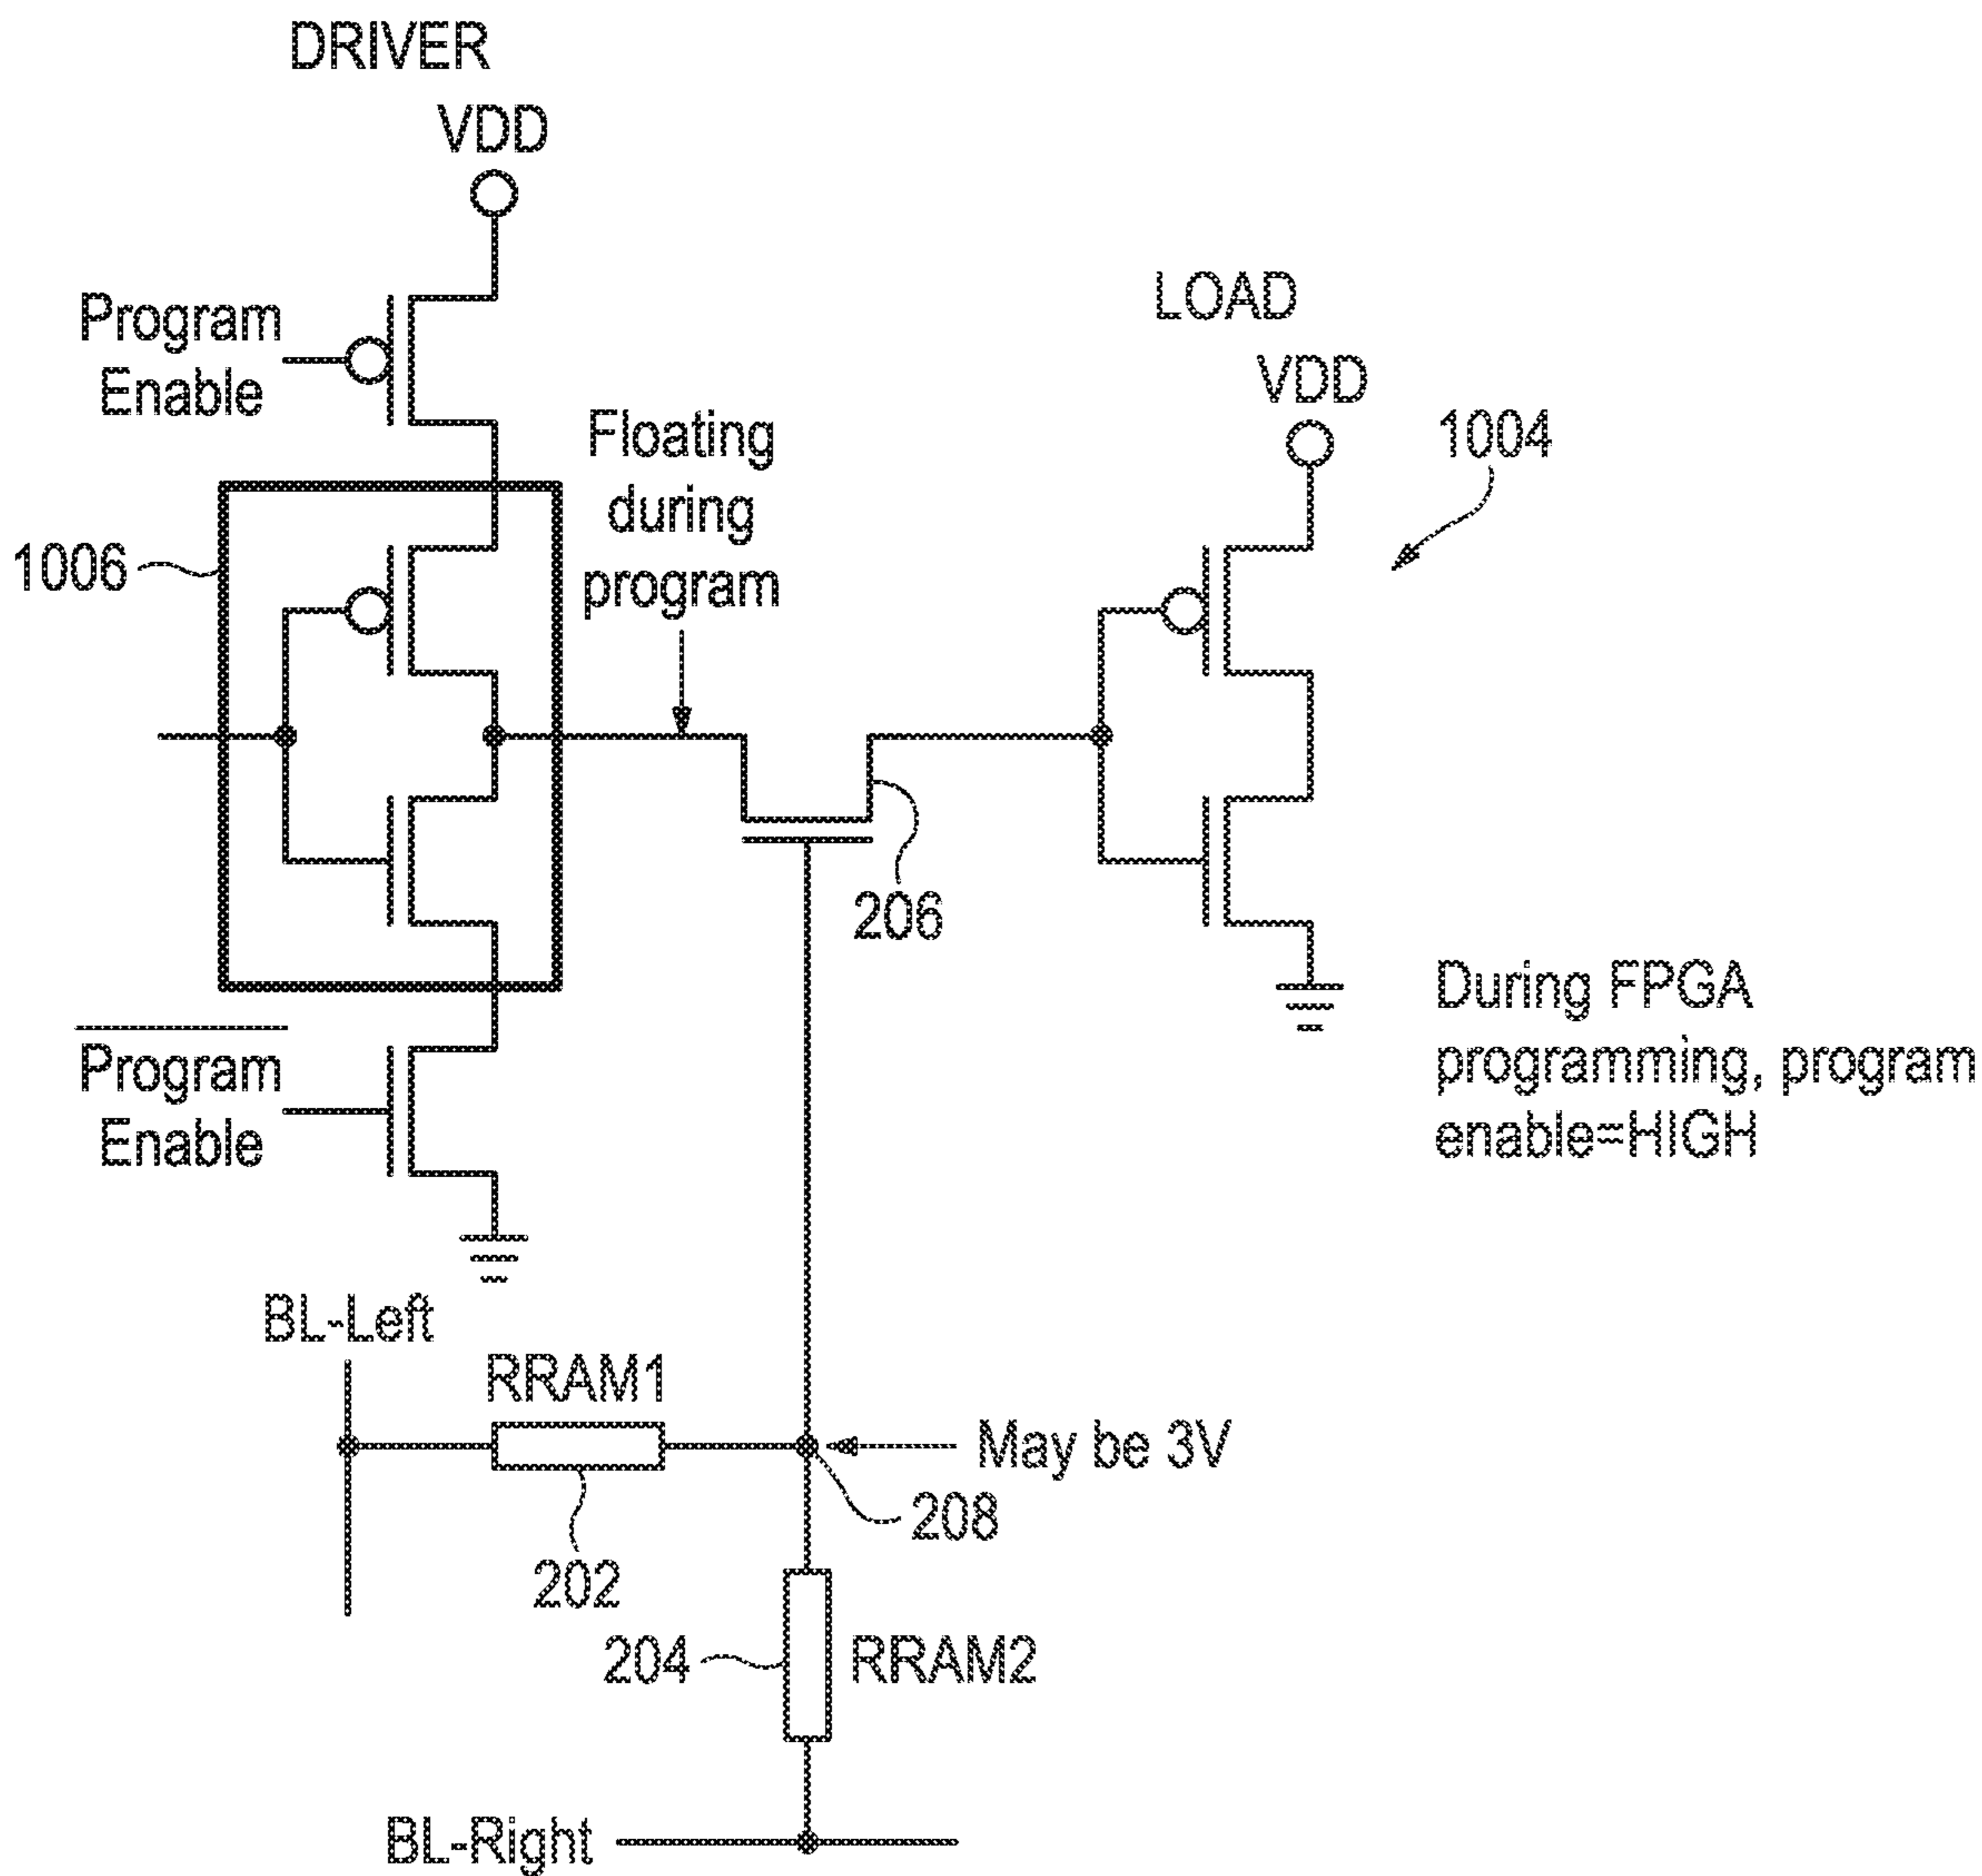 DRIVER
VDD
Program
Enable
LOAD
VDD
1004
Floating
during
program
1006
206
Program
Enable
During FPGA
programming, program
enable=HIGH
BL-Left
RRAM1
May be 3V
208
202
204
RRAM2
BL-Right